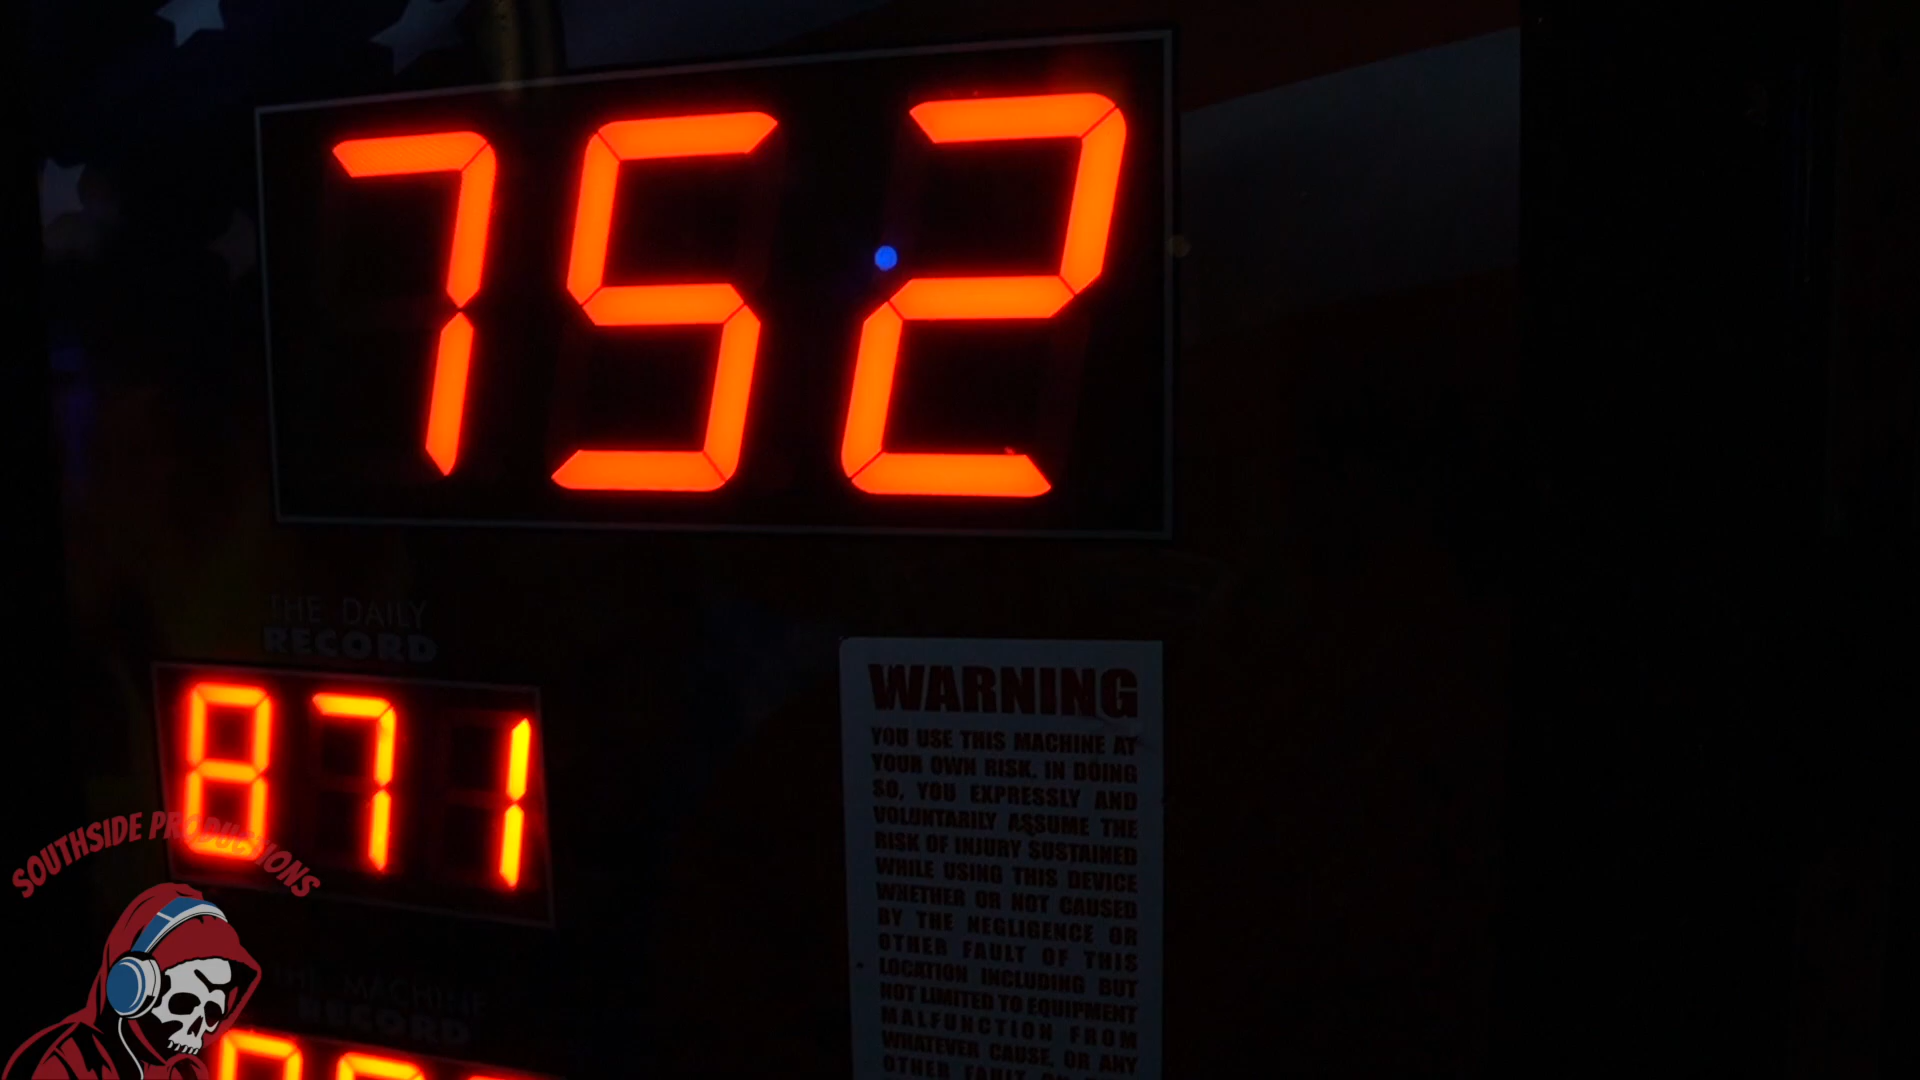 752
THE DAILY
RECORD
871
SOUTHSIDE PRODUCTIONS
MACHINE
RECORD
WARNING
YOU USE THIS MACHINE AT
YOUR OWN RISK. IN DOING
SO, YOU EXPRESSLY AND
VOLUNTARILY ASSUME THE
RISK OF INJURY SUSTAINED
WHILE USING THIS DEVICE
WHETHER OR NOT CAUSED
BY THE NEGLIGENCE OR
OTHER FAULT OF THIS
LOCATION INCLUDING BUT
NOT LIMITED TO EQUIPMENT
MALFUNCTION FROM
WHATEVER CAUSE, OR ANY
OTHER FAULT